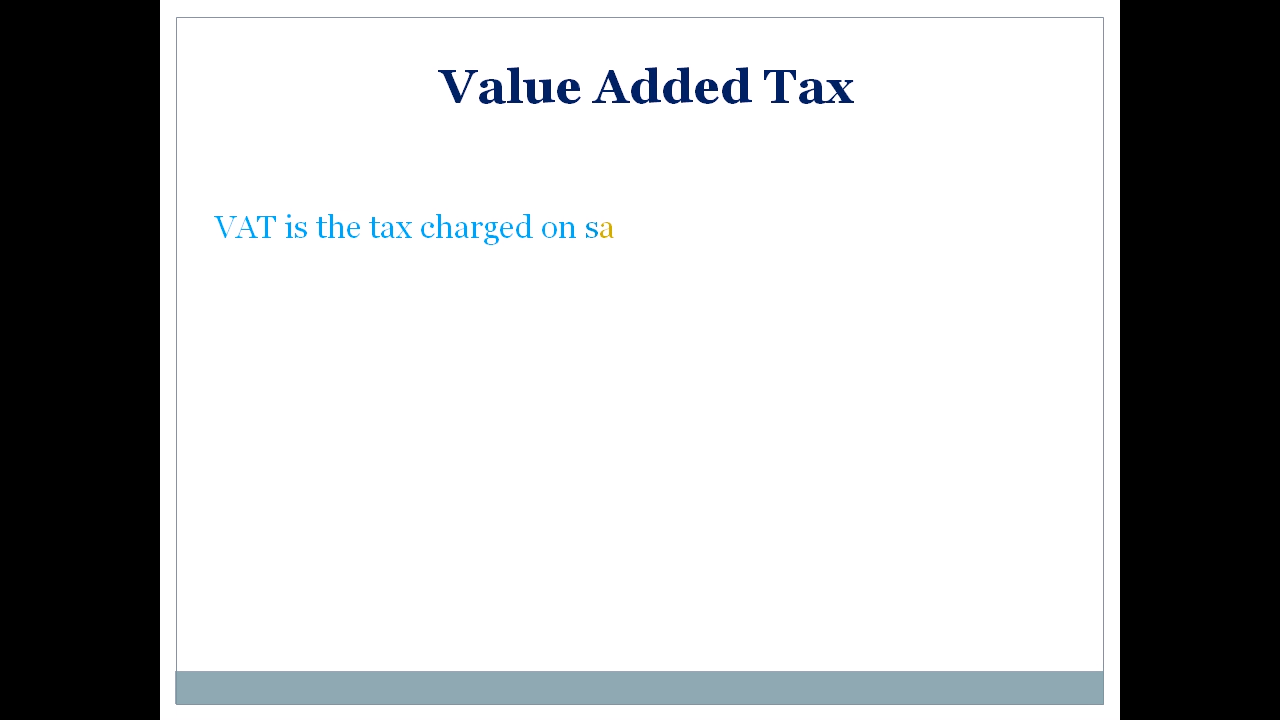 Value Added Tax
VAT is the tax charged on sa